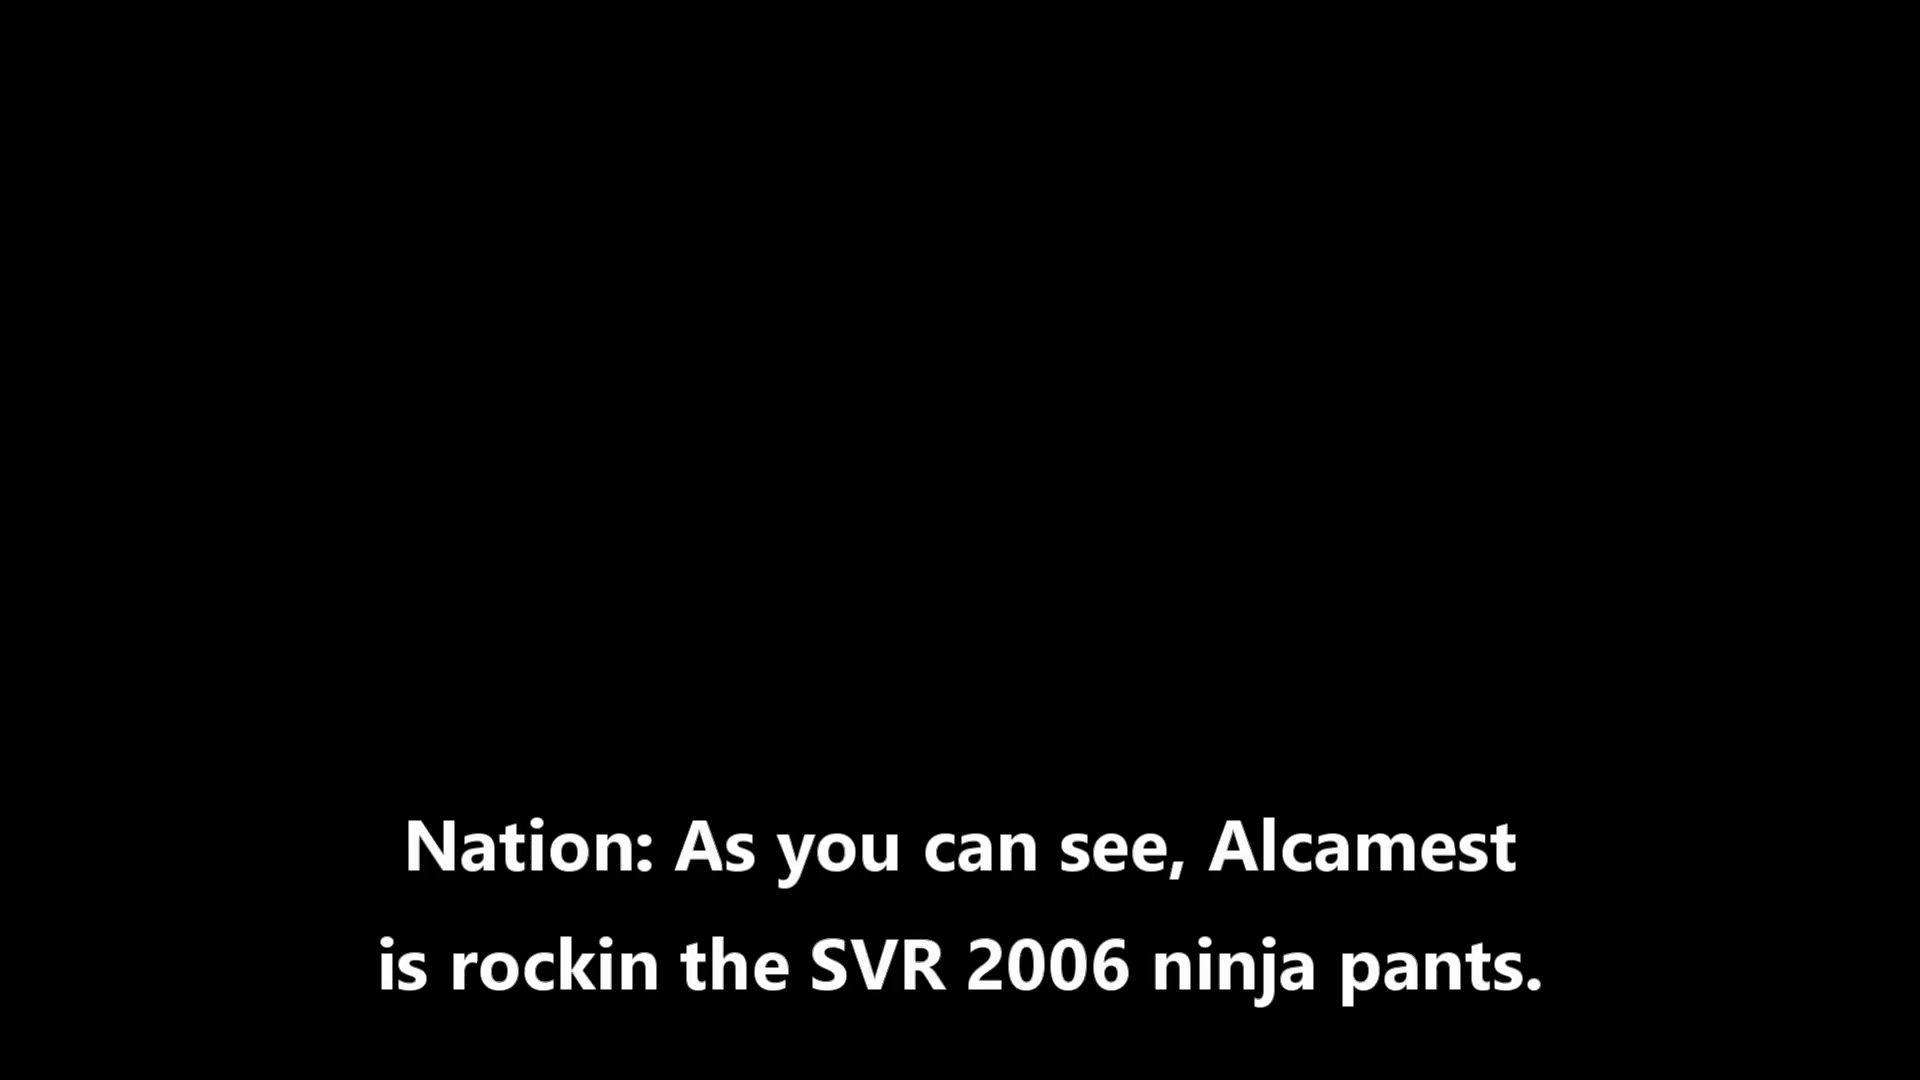 Nation: As you can see, Alcamest
is rockin the SVR 2006 ninja pants.